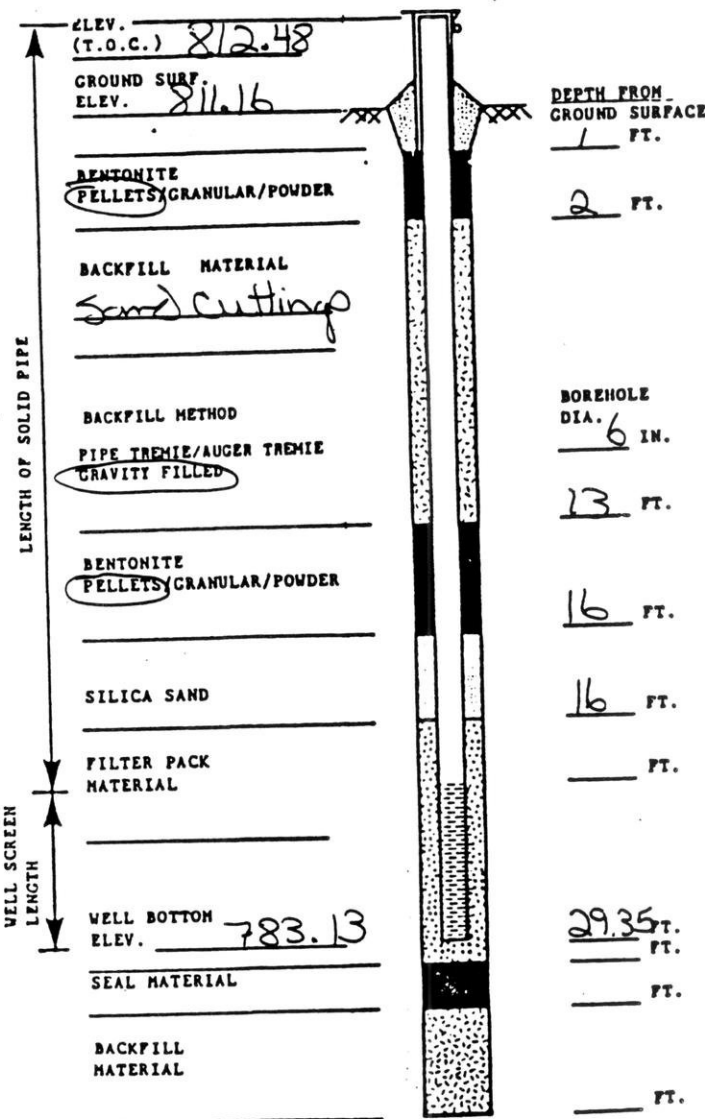 ELEV.
(T.O.C.) 812.48
GROUND SURF.
ELEV. 811.16
DEPTH FROM
GROUND SURFACE
1 FT.
BENTONITE
PELLETS/GRANULAR/POWDER
2 FT.
BACKFILL MATERIAL
Sand Cuttings
LENGTH OF SOLID PIPE
BACKFILL METHOD
BOREHOLE
DIA. 6 IN.
PIPE TREMIE/AUGER TREMIE
GRAVITY FILLED
13 FT.
BENTONITE
PELLETS/GRANULAR/POWDER
16 FT.
SILICA SAND
16 FT.
FILTER PACK
MATERIAL
FT.
WELL SCREEN
LENGTH
WELL BOTTOM
ELEV. 783.13
29.35 FT.
FT.
SEAL MATERIAL
FT.
BACKFILL
MATERIAL
FT.